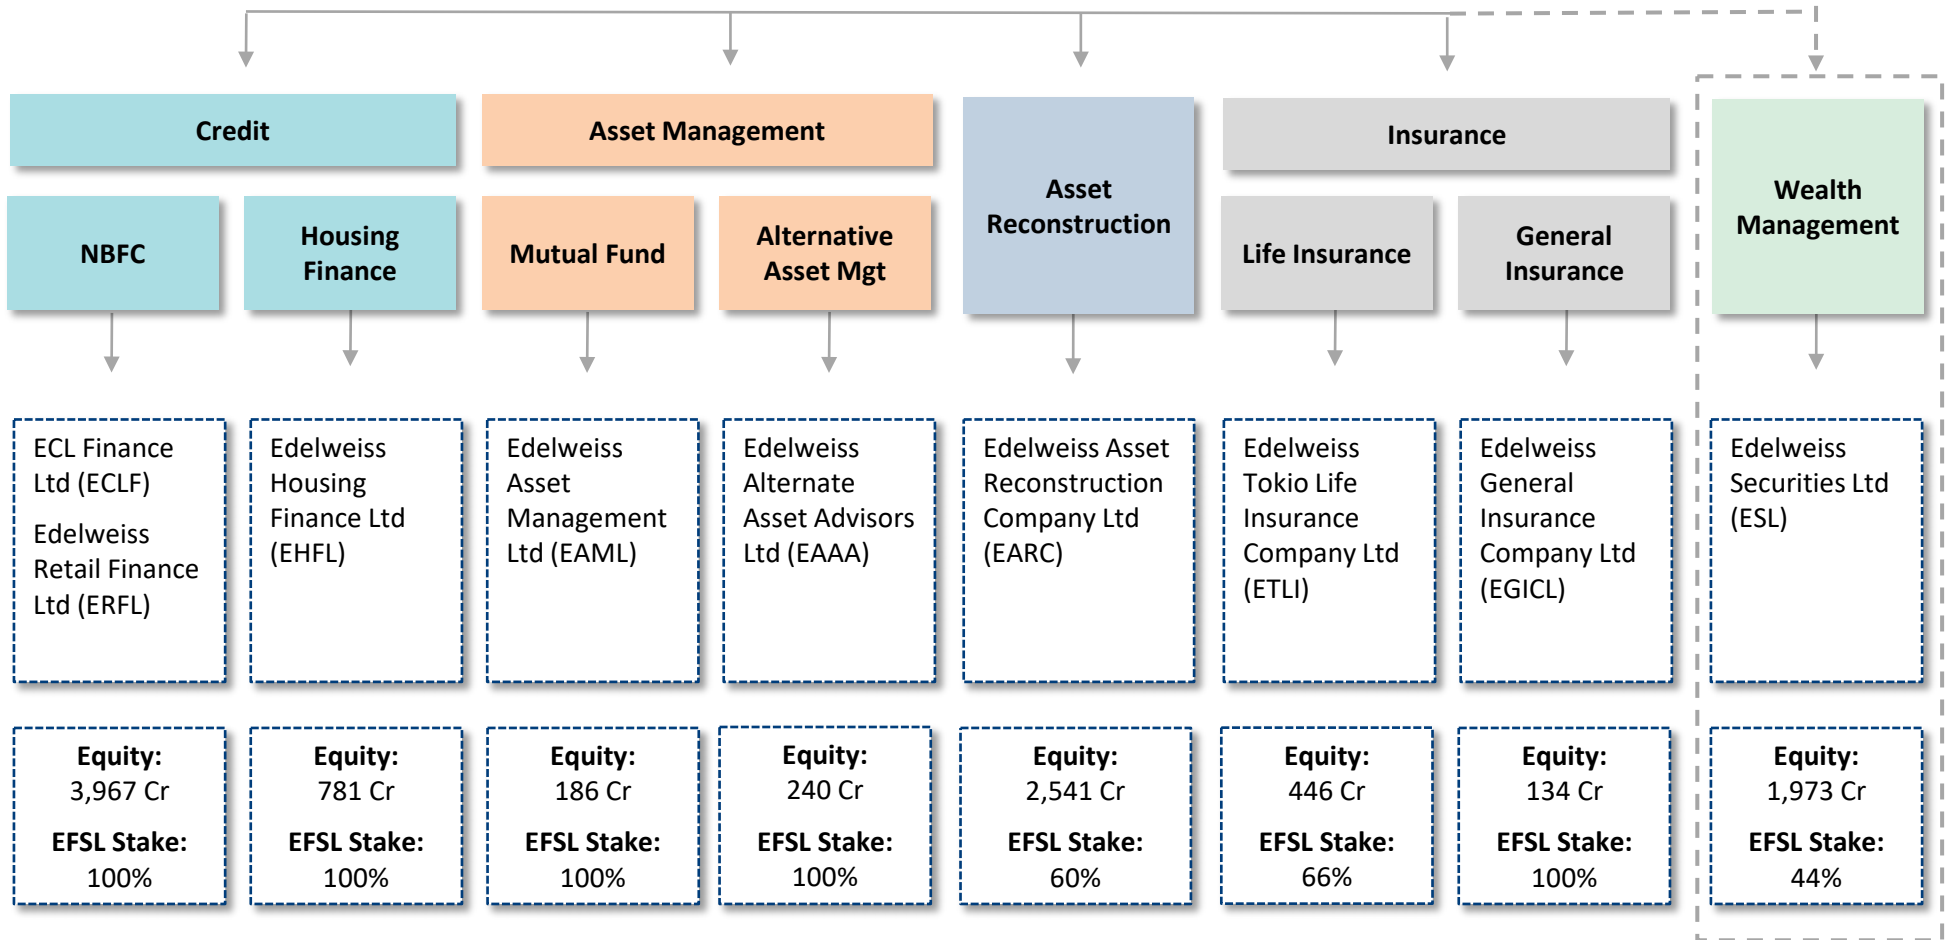 Credit
Asset Management
Asset
Reconstruction
Insurance
Wealth
Management
NBFC
Housing
Finance
Mutual Fund
Alternative
Asset Mgt
Life Insurance
General
Insurance
ECL Finance
Ltd (ECLF)
Edelweiss
Retail Finance
Ltd (ERFL)
Edelweiss
Housing
Finance Ltd
(EHFL)
Edelweiss
Asset
Management
Ltd (EAML)
Edelweiss
Alternate
Asset Advisors
Ltd (EAAA)
Edelweiss Asset
Reconstruction
Company Ltd
(EARC)
Edelweiss
Tokio Life
Insurance
Company Ltd
(ETLI)
Edelweiss
General
Insurance
Company Ltd
(EGICL)
Edelweiss
Securities Ltd
(ESL)
Equity:
3,967 Cr
EFSL Stake:
100%
Equity:
781 Cr
EFSL Stake:
100%
Equity:
186 Cr
EFSL Stake:
100%
Equity:
240 Cr
EFSL Stake:
100%
Equity:
2,541 Cr
EFSL Stake:
60%
Equity:
446 Cr
EFSL Stake:
66%
Equity:
134 Cr
EFSL Stake:
100%
Equity:
1,973 Cr
EFSL Stake:
44%